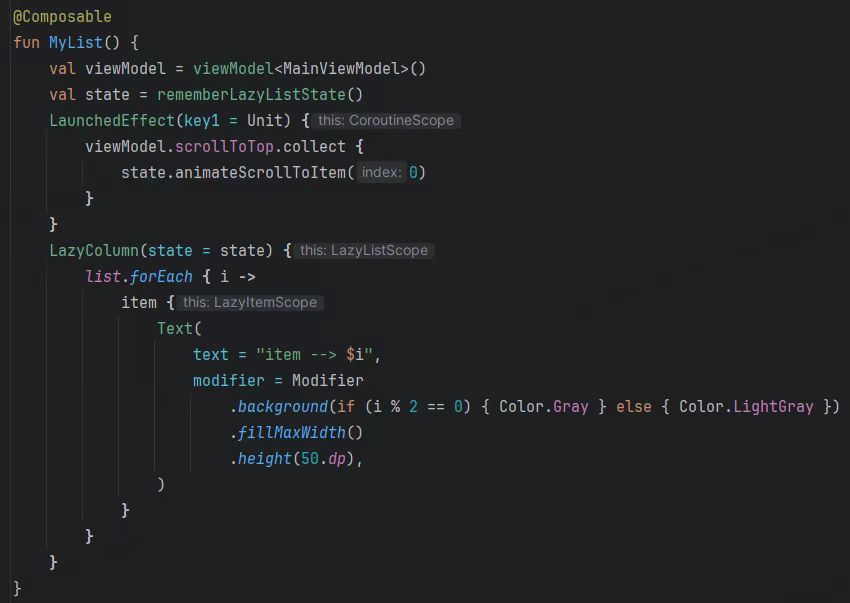 @Composable
fun MyList() {
    val viewModel = viewModel<MainViewModel>()
    val state = rememberLazyListState()
    LaunchedEffect(key1 = Unit) { this: CoroutineScope
        viewModel.scrollToTop.collect {
            state.animateScrollToItem( index: 0)
        }
    }
    LazyColumn(state = state) { this: LazyListScope
        list.forEach { i ->
            item { this: LazyItemScope
                Text(
                    text = "item --> $i",
                    modifier = Modifier
                        .background(if (i % 2 == 0) { Color.Gray } else { Color.LightGray })
                        .fillMaxWidth()
                        .height(50.dp),
                )
            }
        }
    }
}